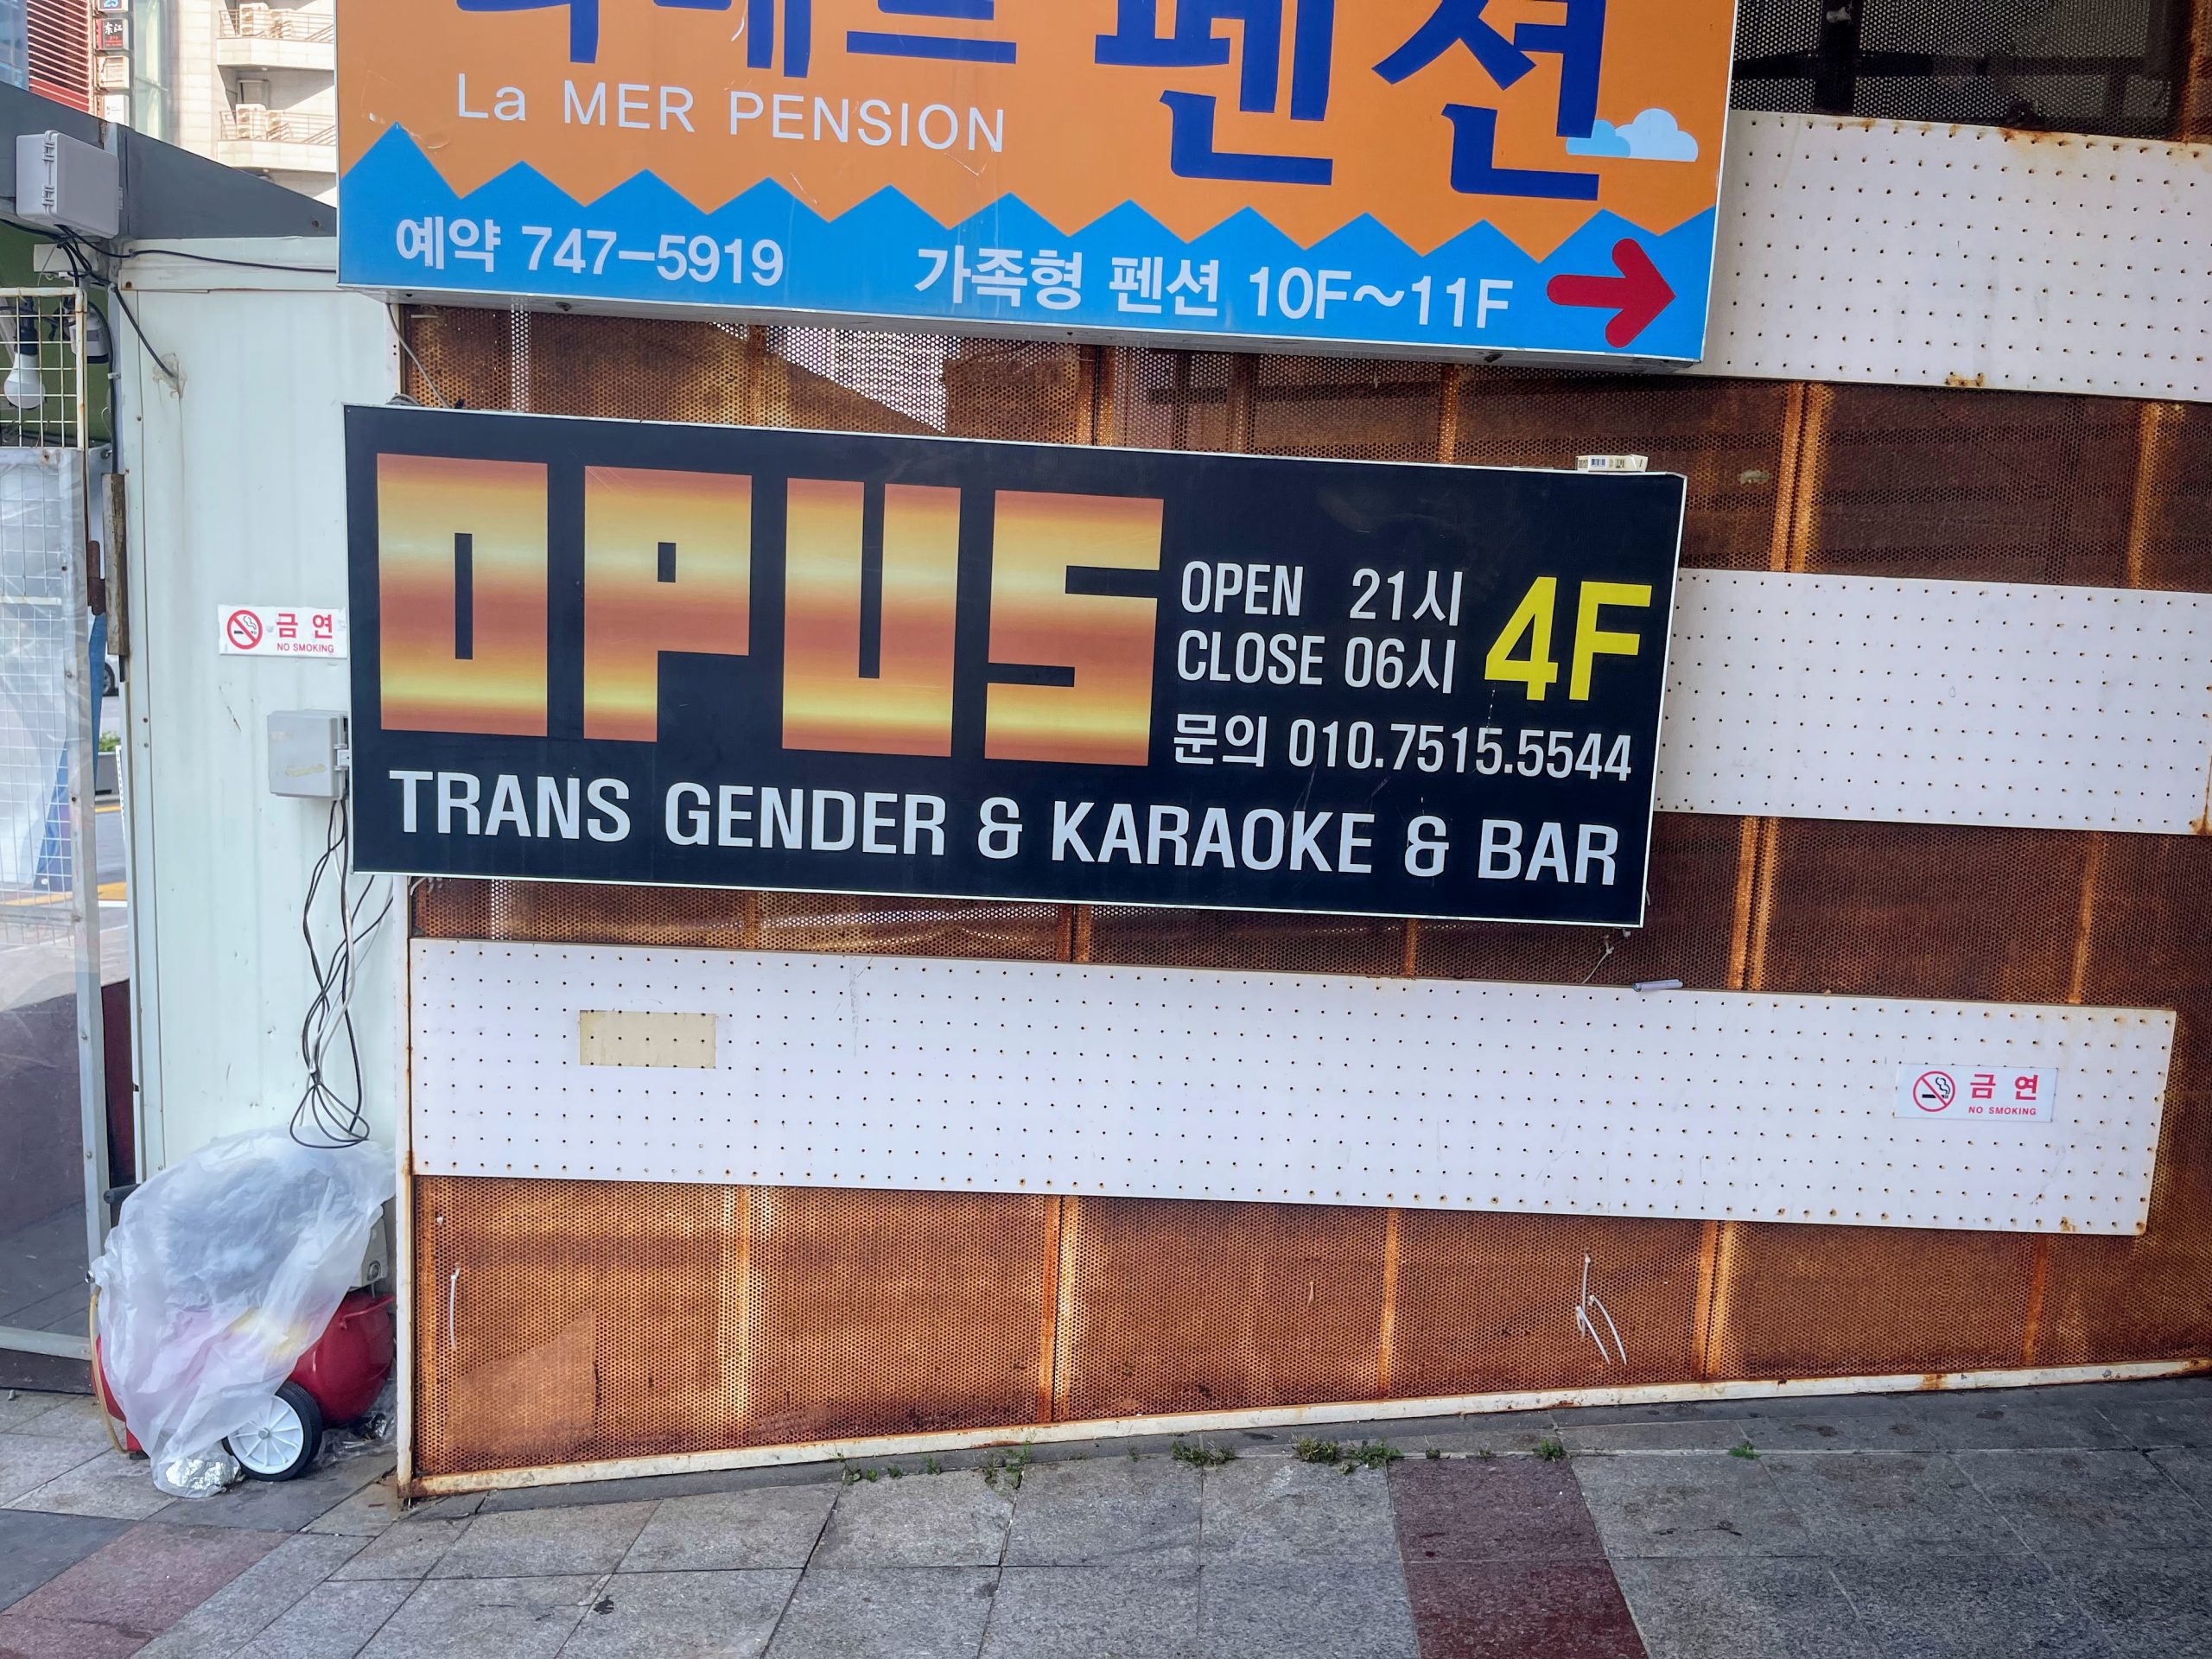 펜션
La MER PENSION
예약 747-5919 가족형 펜션 10F~11F
OPUS
OPEN 21시
CLOSE 06시
4F
문의 010.7515.5544
TRANS GENDER & KARAOKE & BAR
금연
NO SMOKING
금연
NO SMOKING